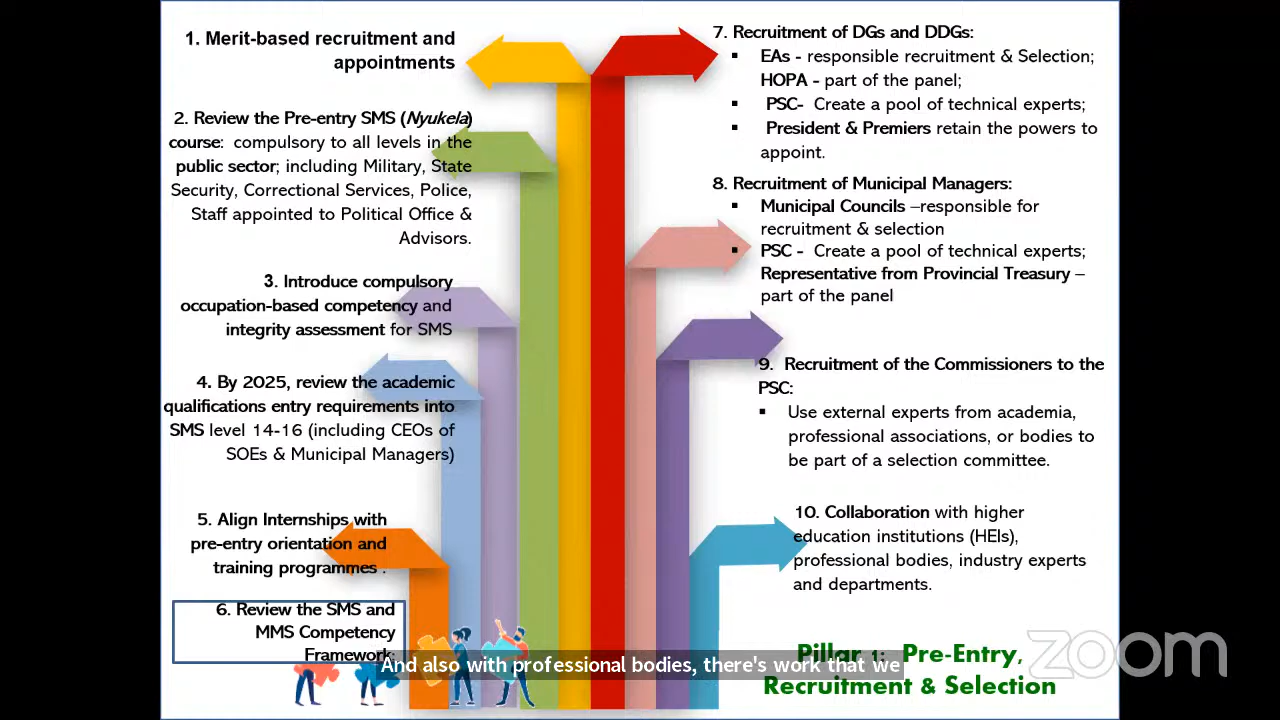 1. Merit-based recruitment and
appointments
2. Review the Pre-entry SMS (Nyukela)
course: compulsory to all levels in the
public sector; including Military, State
Security, Correctional Services, Police,
Staff appointed to Political Office &
Advisors.
3. Introduce compulsory
occupation-based competency and
integrity assessment for SMS
4. By 2025, review the academic
qualifications entry requirements into
SMS level 14-16 (including CEOs of
SOEs & Municipal Managers)
5. Align Internships with
pre-entry orientation and
training programmes .
6. Review the SMS and
MMS Competency
Framework;
7. Recruitment of DGs and DDGs:
▪ EAs - responsible recruitment & Selection;
HOPA - part of the panel;
▪ PSC- Create a pool of technical experts;
▪ President & Premiers retain the powers to
appoint.
8. Recruitment of Municipal Managers:
▪ Municipal Councils –responsible for
recruitment & selection
▪ PSC - Create a pool of technical experts;
Representative from Provincial Treasury –
part of the panel
9. Recruitment of the Commissioners to the
PSC:
▪ Use external experts from academia,
professional associations, or bodies to
be part of a selection committee.
10. Collaboration with higher
education institutions (HEIs),
professional bodies, industry experts
and departments.
Pillar 1: Pre-Entry,
Recruitment & Selection
And also with professional bodies, there's work that we
zoom